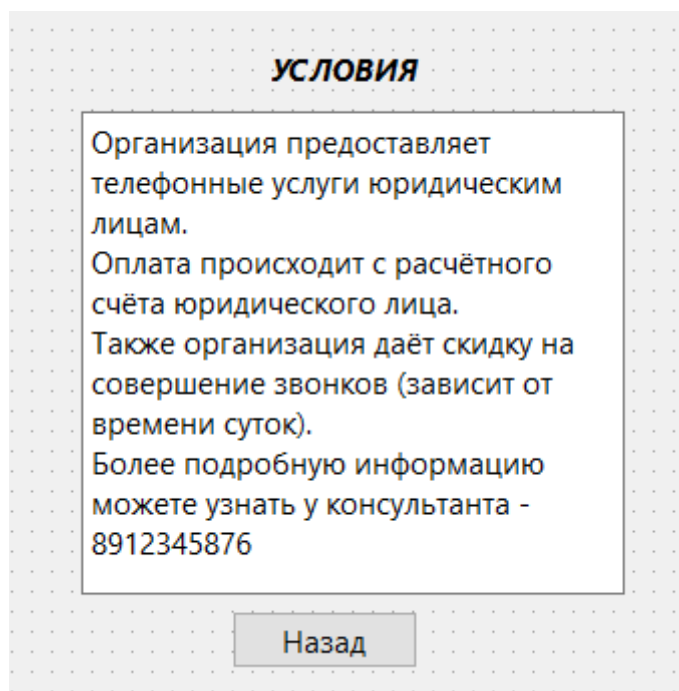 УСЛОВИЯ
Организация предоставляет
телефонные услуги юридическим
лицам.
Оплата происходит с расчётного
счёта юридического лица.
Также организация даёт скидку на
совершение звонков (зависит от
времени суток).
Более подробную информацию
можете узнать у консультанта -
8912345876
Назад